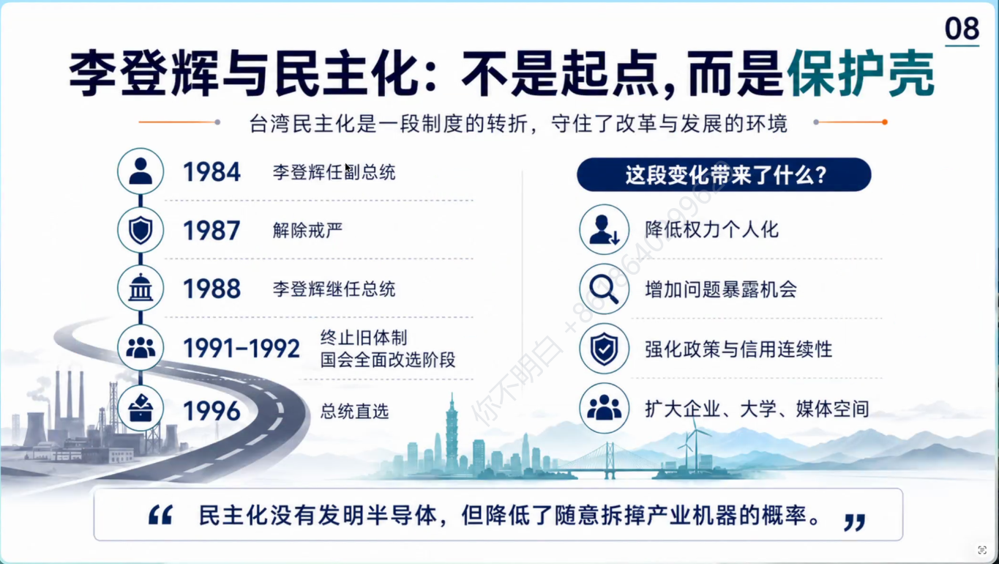 08
李登辉与民主化：不是起点，而是保护壳
台湾民主化是一段制度的转折，守住了改革与发展的环境
1984 李登辉任副总统
1987 解除戒严
1988 李登辉继任总统
1991–1992 终止旧体制
国会全面改选阶段
1996 总统直选
这段变化带来了什么？
降低权力个人化
增加问题暴露机会
强化政策与信用连续性
扩大企业、大学、媒体空间
“民主化没有发明半导体，但降低了随意拆掉产业机器的概率。”